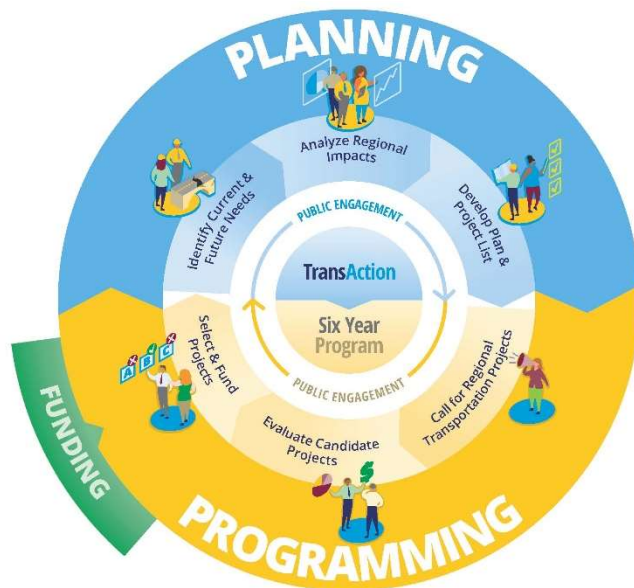 PLANNING
Analyze Regional
Impacts
Identify Current &
Future Needs
Develop Plan &
Project List
PUBLIC ENGAGEMENT
TransAction
Six Year
Program
PUBLIC ENGAGEMENT
Select & Fund
Projects
A B C
Call for Regional
Transportation Projects
Evaluate Candidate
Projects
$
FUNDING
PROGRAMMING